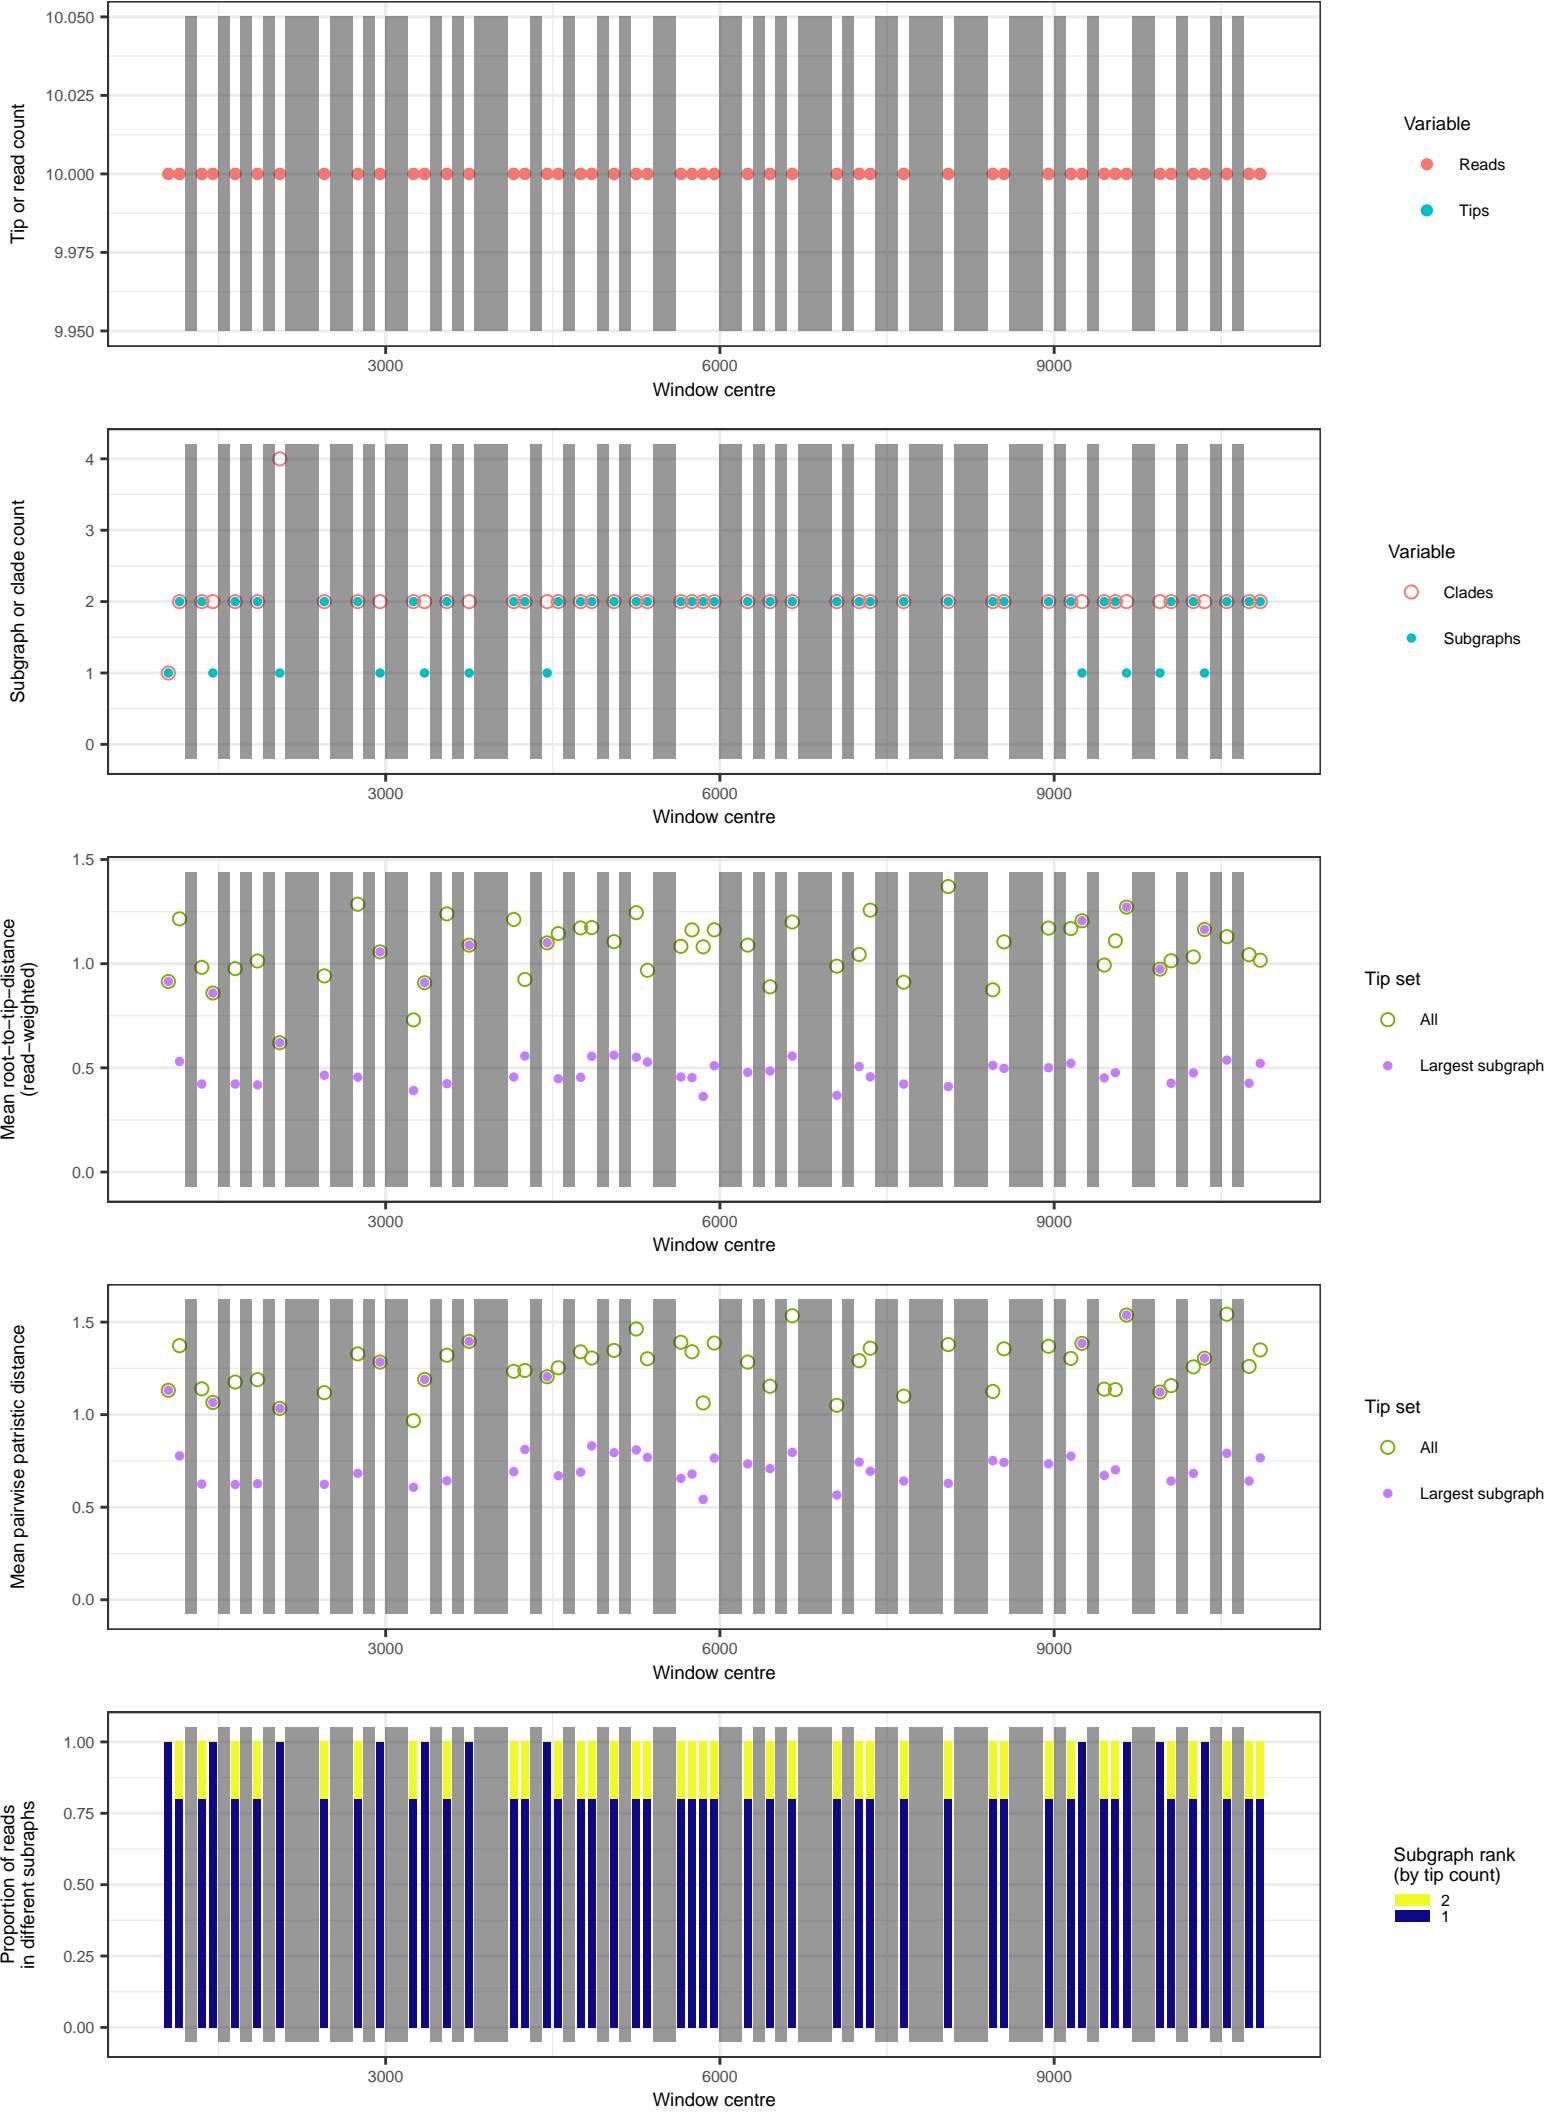 10.050
10.025
10.000
9.975
9.950
Tip or read count
3000
6000
9000
Window centre
Variable
Reads
Tips
4
3
2
1
0
Subgraph or clade count
3000
6000
9000
Window centre
Variable
Clades
Subgraphs
1.5
1.0
0.5
0.0
Mean root−to−tip−distance
(read−weighted)
3000
6000
9000
Window centre
Tip set
All
Largest subgraph
1.5
1.0
0.5
0.0
Mean pairwise patristic distance
3000
6000
9000
Window centre
Tip set
All
Largest subgraph
1.00
0.75
0.50
0.25
0.00
Proportion of reads
in different subraphs
3000
6000
9000
Window centre
Subgraph rank
(by tip count)
2
1